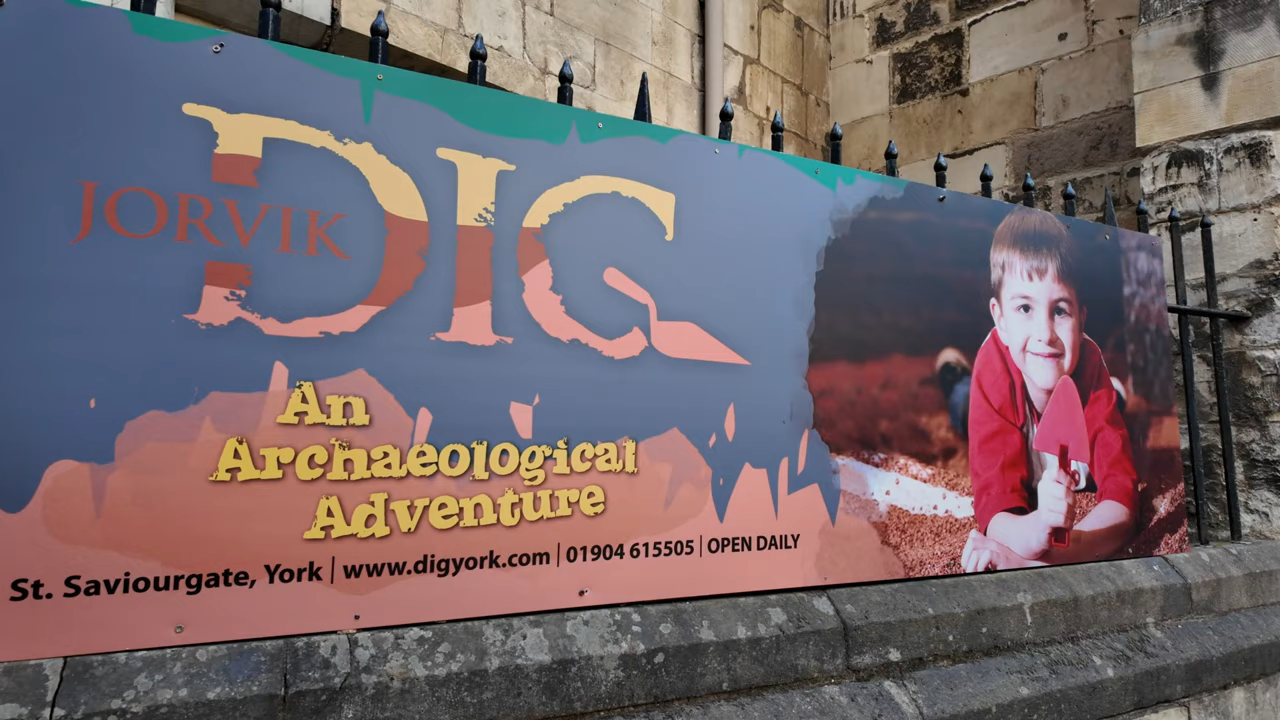 JORVIK
DIG
An
Archaeological
Adventure
St. Saviourgate, York | www.digyork.com | 01904 615505 | OPEN DAILY